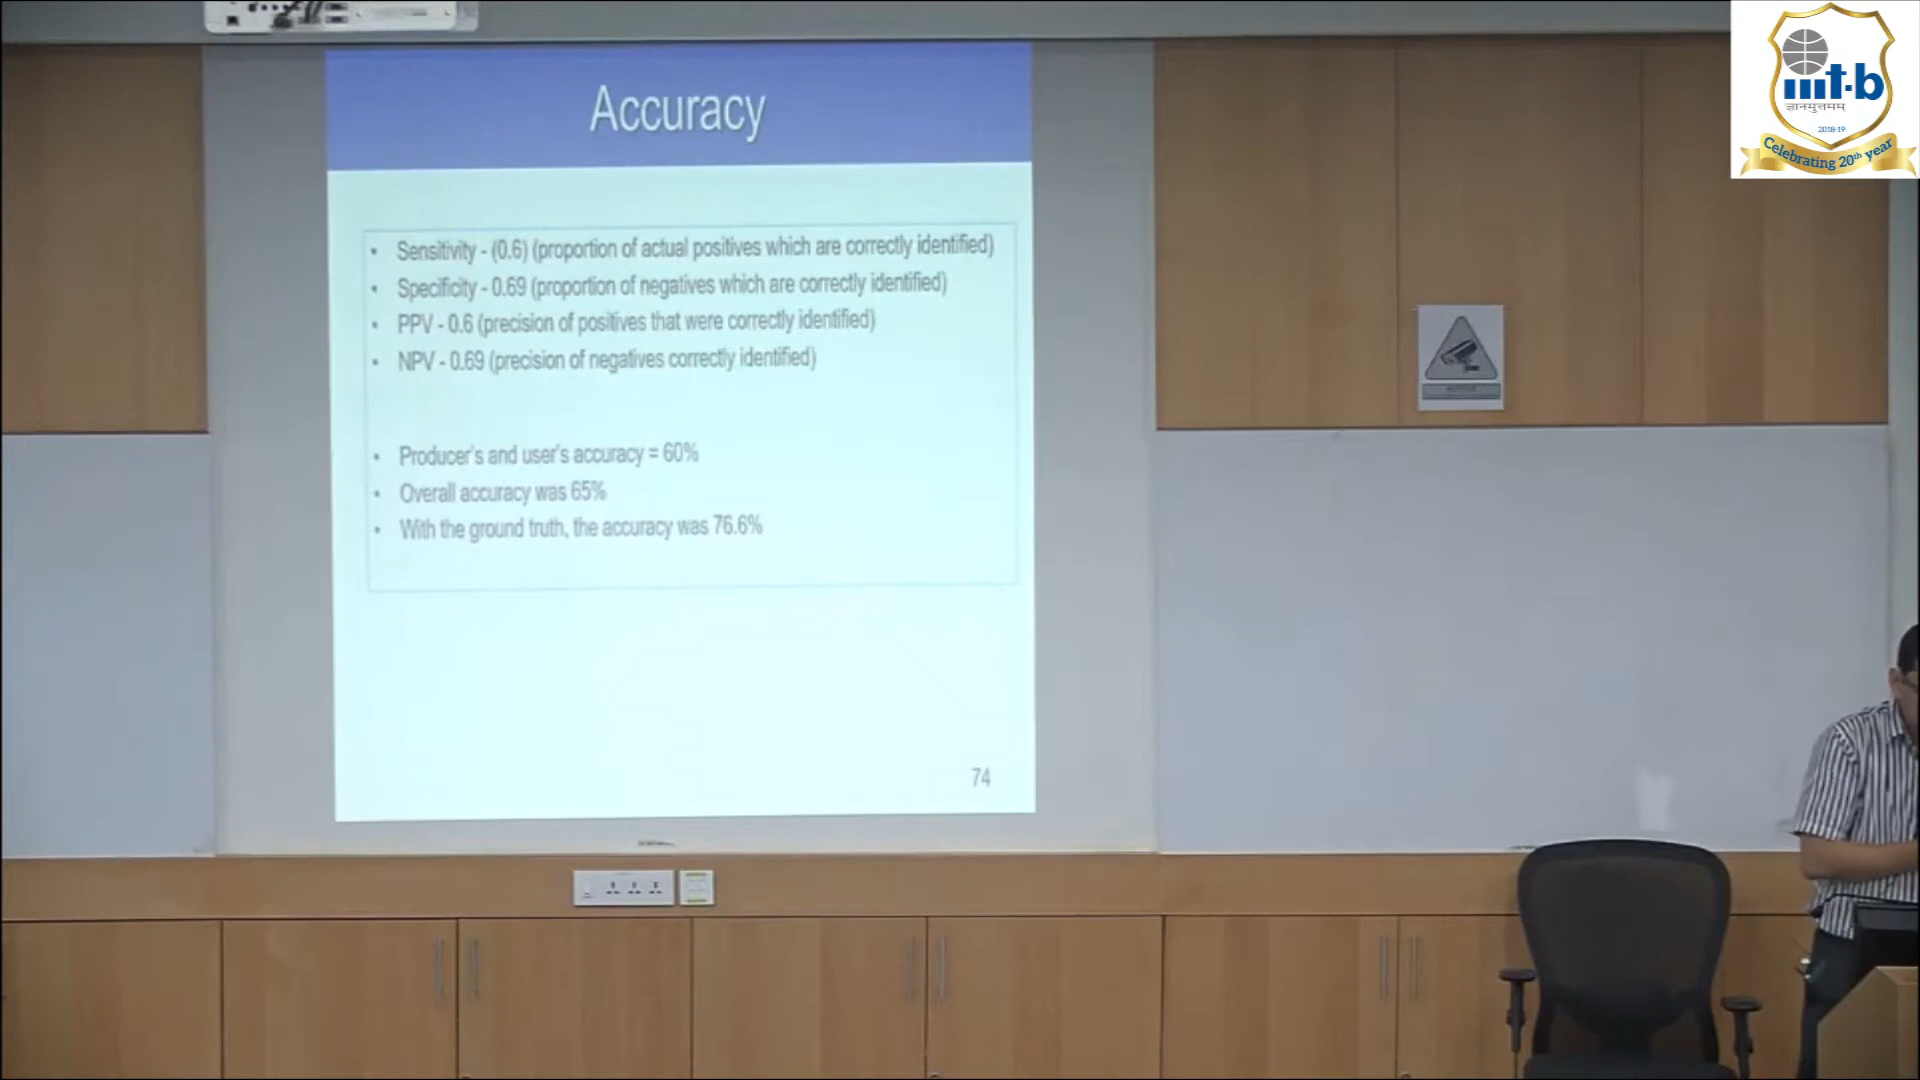 Accuracy
• Sensitivity - (0.6) (proportion of actual positives which are correctly identified)
• Specificity - 0.69 (proportion of negatives which are correctly identified)
• PPV - 0.6 (precision of positives that were correctly identified)
• NPV - 0.69 (precision of negatives correctly identified)
• Producer's and user's accuracy = 60%
• Overall accuracy was 65%
• With the ground truth, the accuracy was 76.6%
74
iiit-b
ज्ञानमुत्तमम्
2018-19
Celebrating 20th year